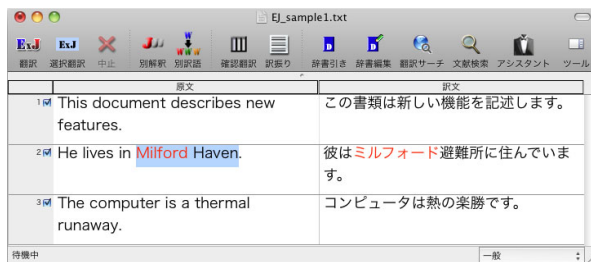 EJ_sample1.txt
ExJ ExJ J W D D
翻訳 選択翻訳 中止 別解釈 別訳語 確認翻訳 訳振り 辞書引き 辞書編集 翻訳サーチ 文献検索 アシスタント ツール
原文 訳文
1 This document describes new この書類は新しい機能を記述します。
features.
2 He lives in Milford Haven. 彼はミルフォード避難所に住んでいま
す。
3 The computer is a thermal コンピュータは熱の楽勝です。
runaway.
待機中 一般